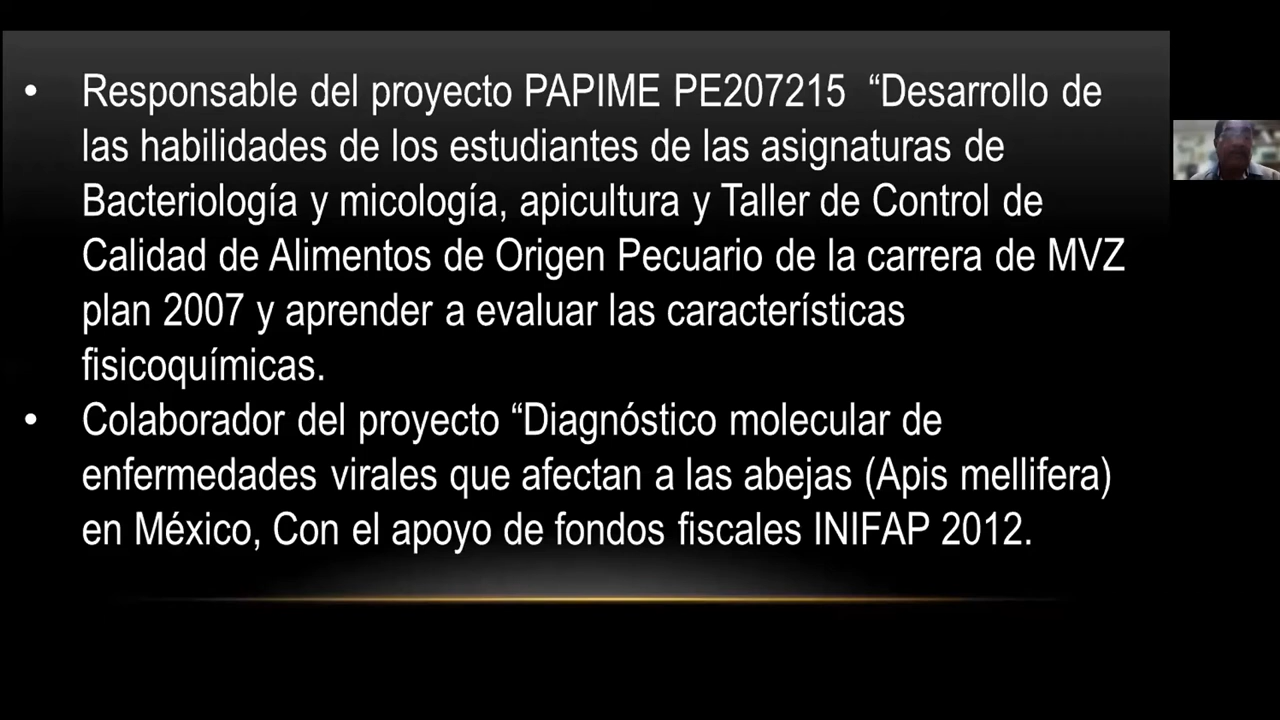 • Responsable del proyecto PAPIME PE207215 “Desarrollo de
las habilidades de los estudiantes de las asignaturas de
Bacteriología y micología, apicultura y Taller de Control de
Calidad de Alimentos de Origen Pecuario de la carrera de MVZ
plan 2007 y aprender a evaluar las características
fisicoquímicas.
• Colaborador del proyecto “Diagnóstico molecular de
enfermedades virales que afectan a las abejas (Apis mellifera)
en México, Con el apoyo de fondos fiscales INIFAP 2012.